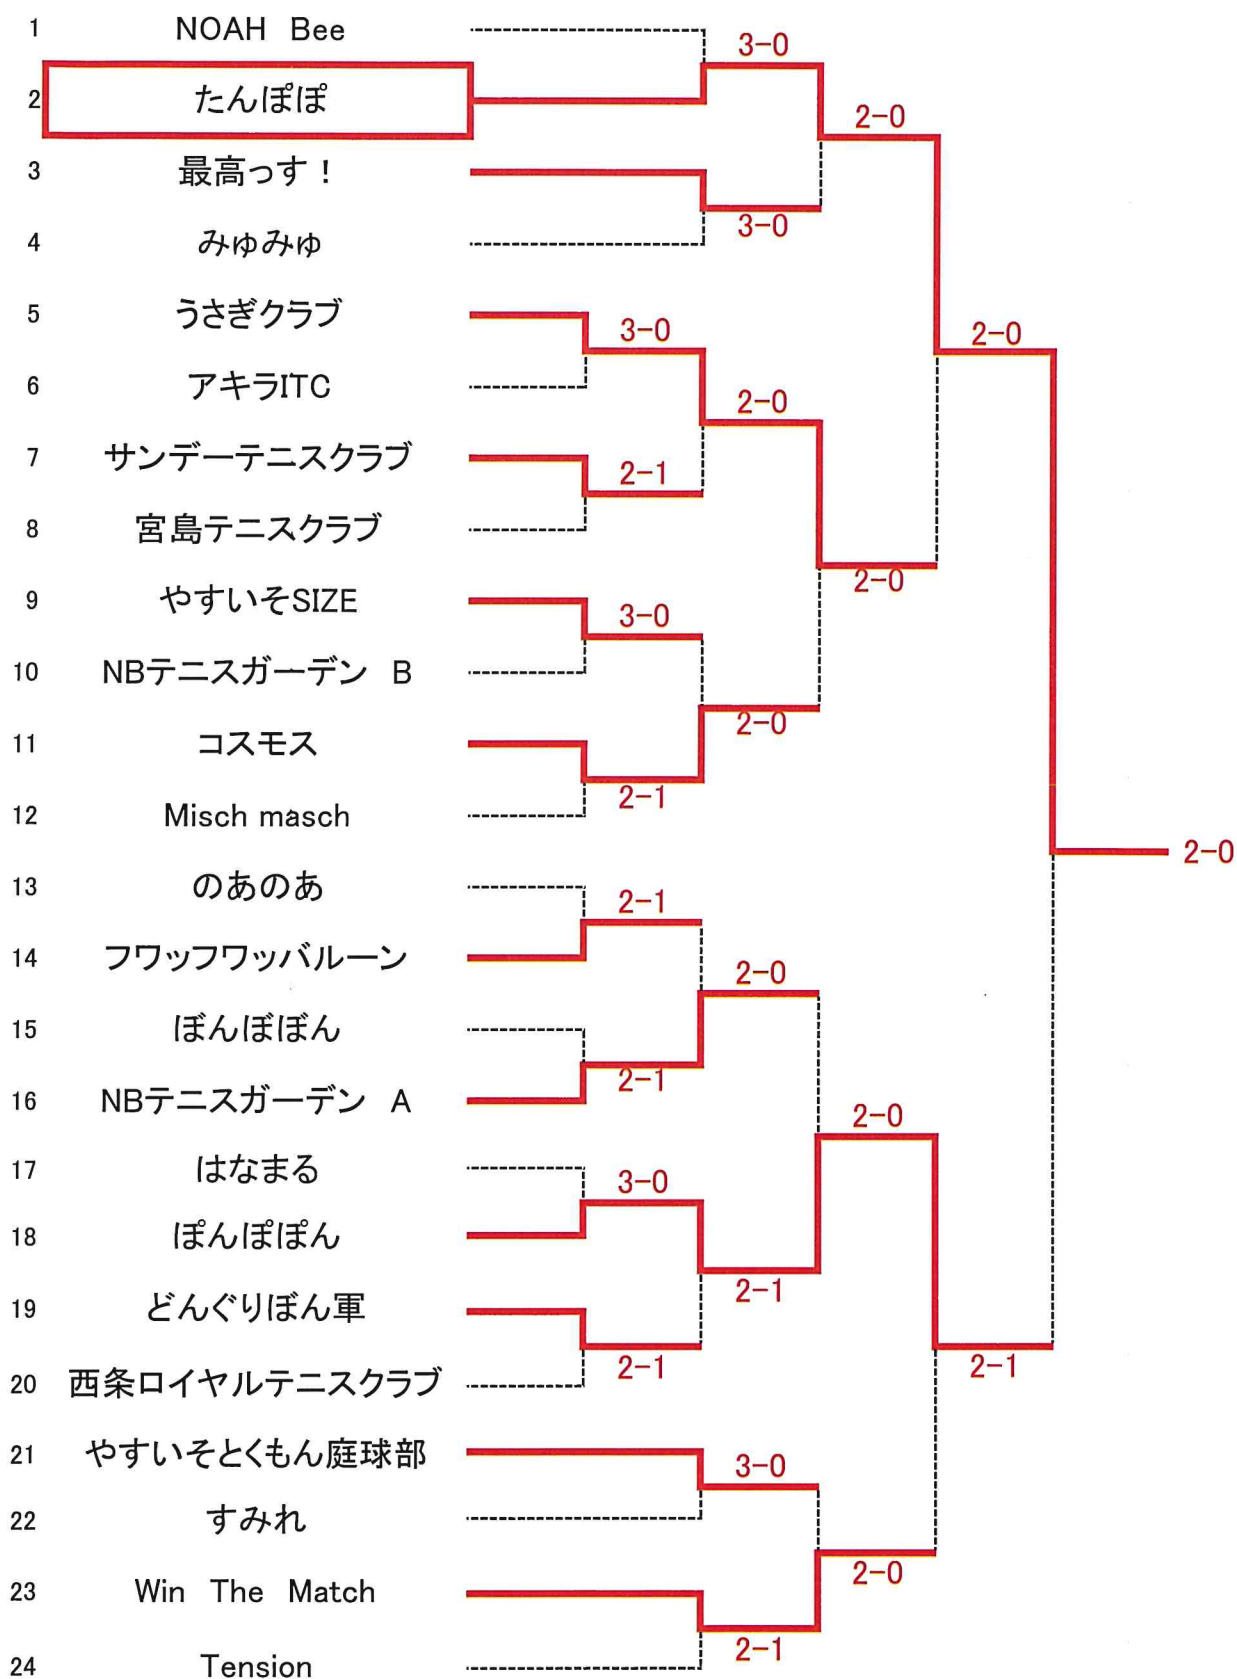 1 NOAH Bee
3-0
2 たんぽぽ
2-0
3 最高っす！
3-0
4 みゅみゅ
5 うさぎクラブ
3-0
2-0
6 アキラITC
2-0
7 サンデーテニスクラブ
2-1
8 宮島テニスクラブ
2-0
9 やすいそSIZE
3-0
10 NBテニスガーデン B
2-0
11 コスモス
2-1
12 Misch masch
2-0
13 のあのあ
2-1
14 フワッフワッバルーン
2-0
15 ぼんぼぼん
2-1
16 NBテニスガーデン A
2-0
17 はなまる
3-0
18 ぽんぽぽん
2-1
19 どんぐりぼん軍
2-1
2-1
20 西条ロイヤルテニスクラブ
21 やすいそとくもん庭球部
3-0
22 すみれ
2-0
23 Win The Match
2-1
24 Tension